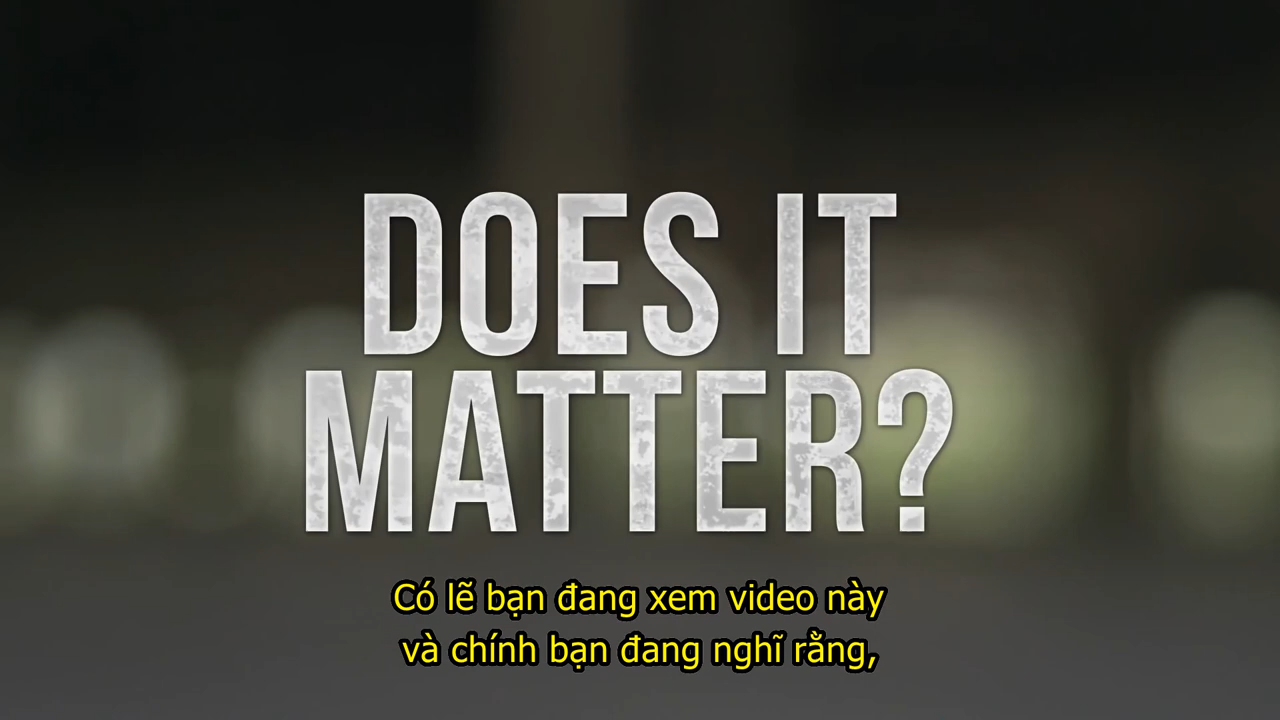 DOES IT
MATTER?
Có lẽ bạn đang xem video này
và chính bạn đang nghĩ rằng,